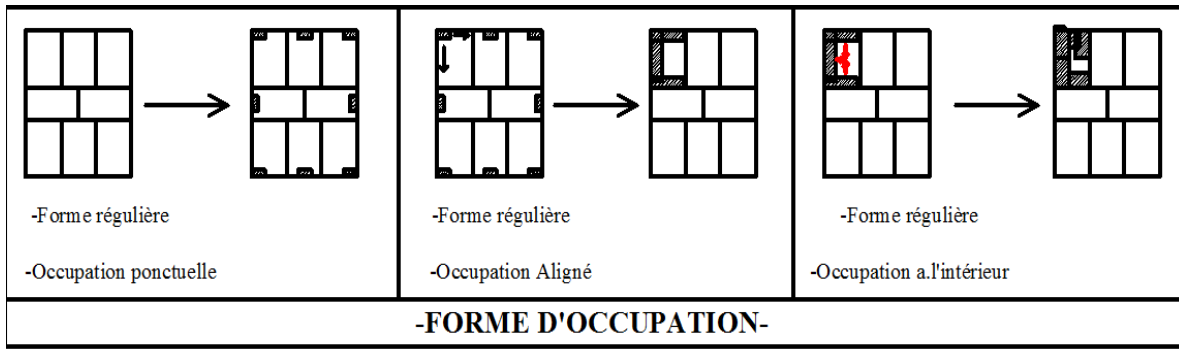 -Forme régulière
-Occupation ponctuelle
-Forme régulière
-Occupation Aligné
-Forme régulière
-Occupation a.l'intérieur
-FORME D'OCCUPATION-